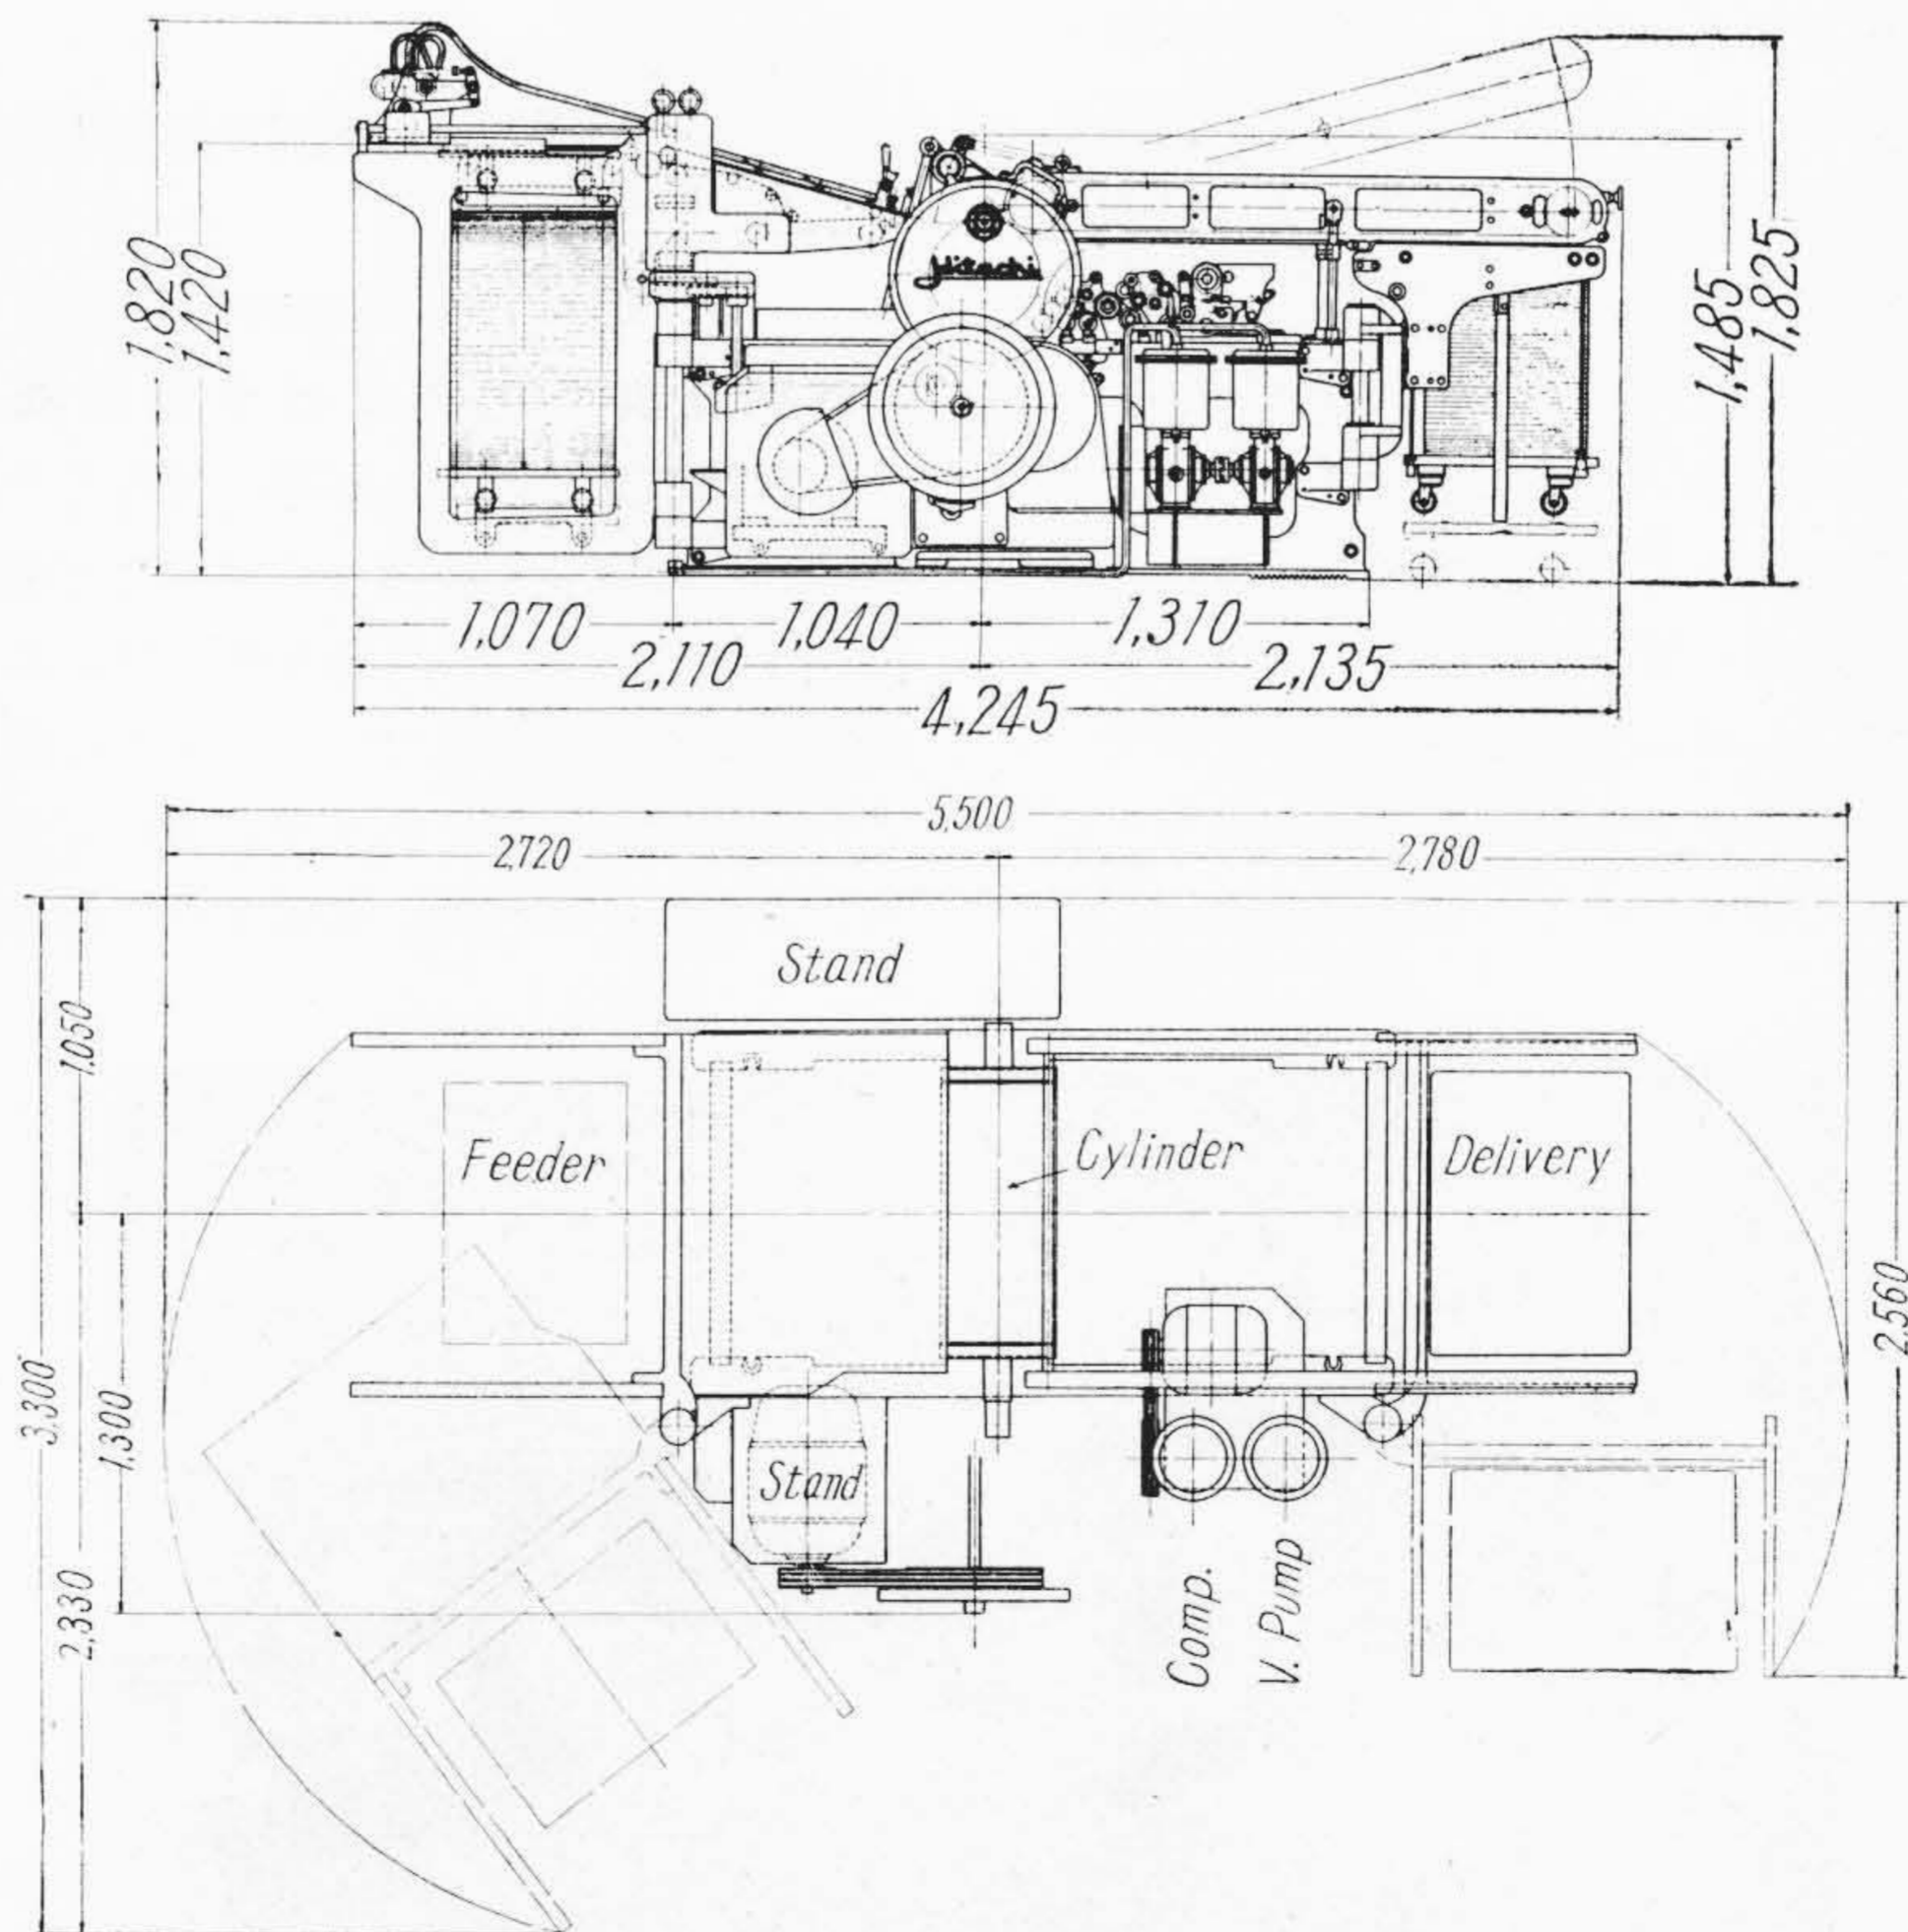 1,820
1,420
Hitachi
1,485
1,825
1,070
1,040
1,310
2,110
2,135
4,245
5,500
2,720
2,780
Stand
1,050
Feeder
Cylinder
Delivery
2,560
3,300
1,300
Stand
2,330
Comp.
V. Pump